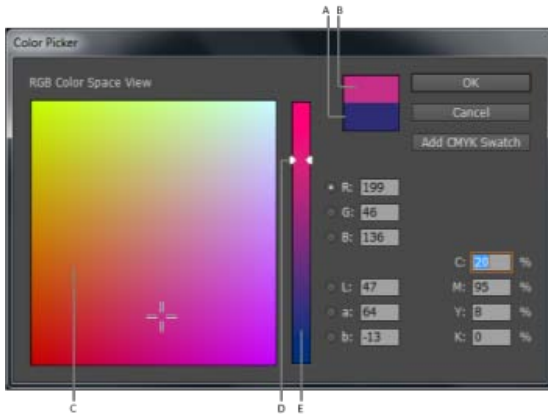 A B
Color Picker
RGB Color Space View
OK
Cancel
Add CMYK Swatch
R: 199
G: 46
B: 136
C: 20 %
L: 47 M: 95 %
a: 64 Y: 8 %
b: -13 K: 0 %
C D E